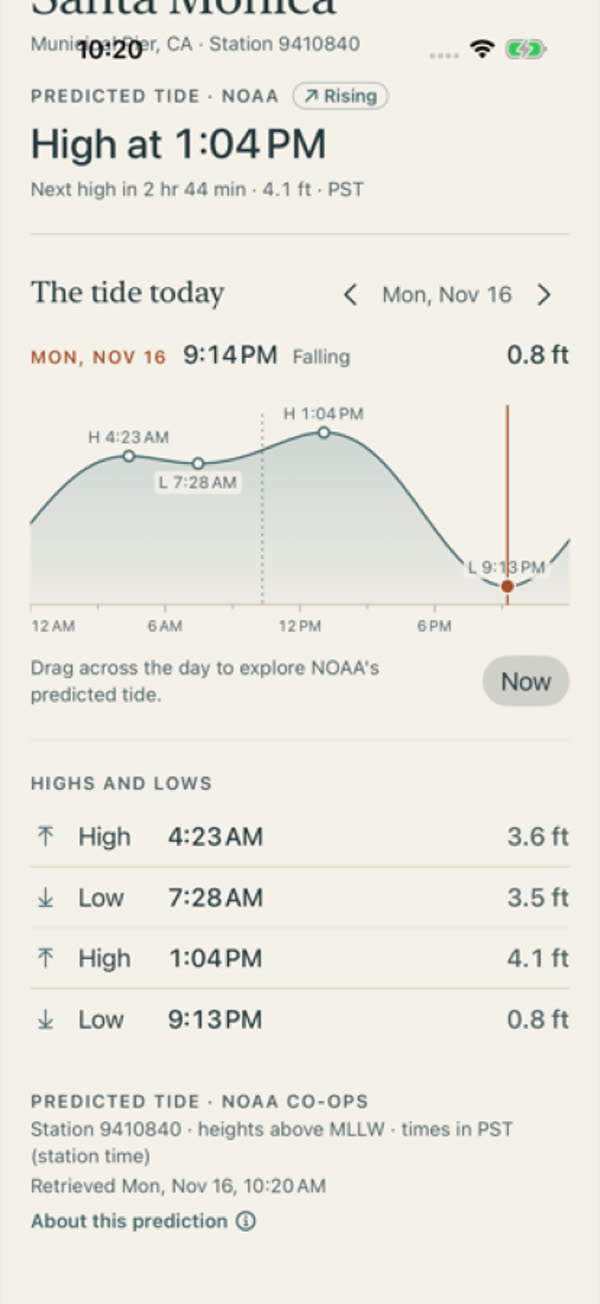 Santa Monica
Municipal Pier, CA · Station 9410840
10:20
PREDICTED TIDE · NOAA ↗ Rising
High at 1:04 PM
Next high in 2 hr 44 min · 4.1 ft · PST
The tide today < Mon, Nov 16 >
MON, NOV 16 9:14 PM Falling 0.8 ft
H 1:04 PM
H 4:23 AM
L 7:28 AM
L 9:13 PM
12 AM 6 AM 12 PM 6 PM
Drag across the day to explore NOAA's
predicted tide.
Now
HIGHS AND LOWS
High 4:23 AM 3.6 ft
Low 7:28 AM 3.5 ft
High 1:04 PM 4.1 ft
Low 9:13 PM 0.8 ft
PREDICTED TIDE · NOAA CO-OPS
Station 9410840 · heights above MLLW · times in PST
(station time)
Retrieved Mon, Nov 16, 10:20 AM
About this prediction